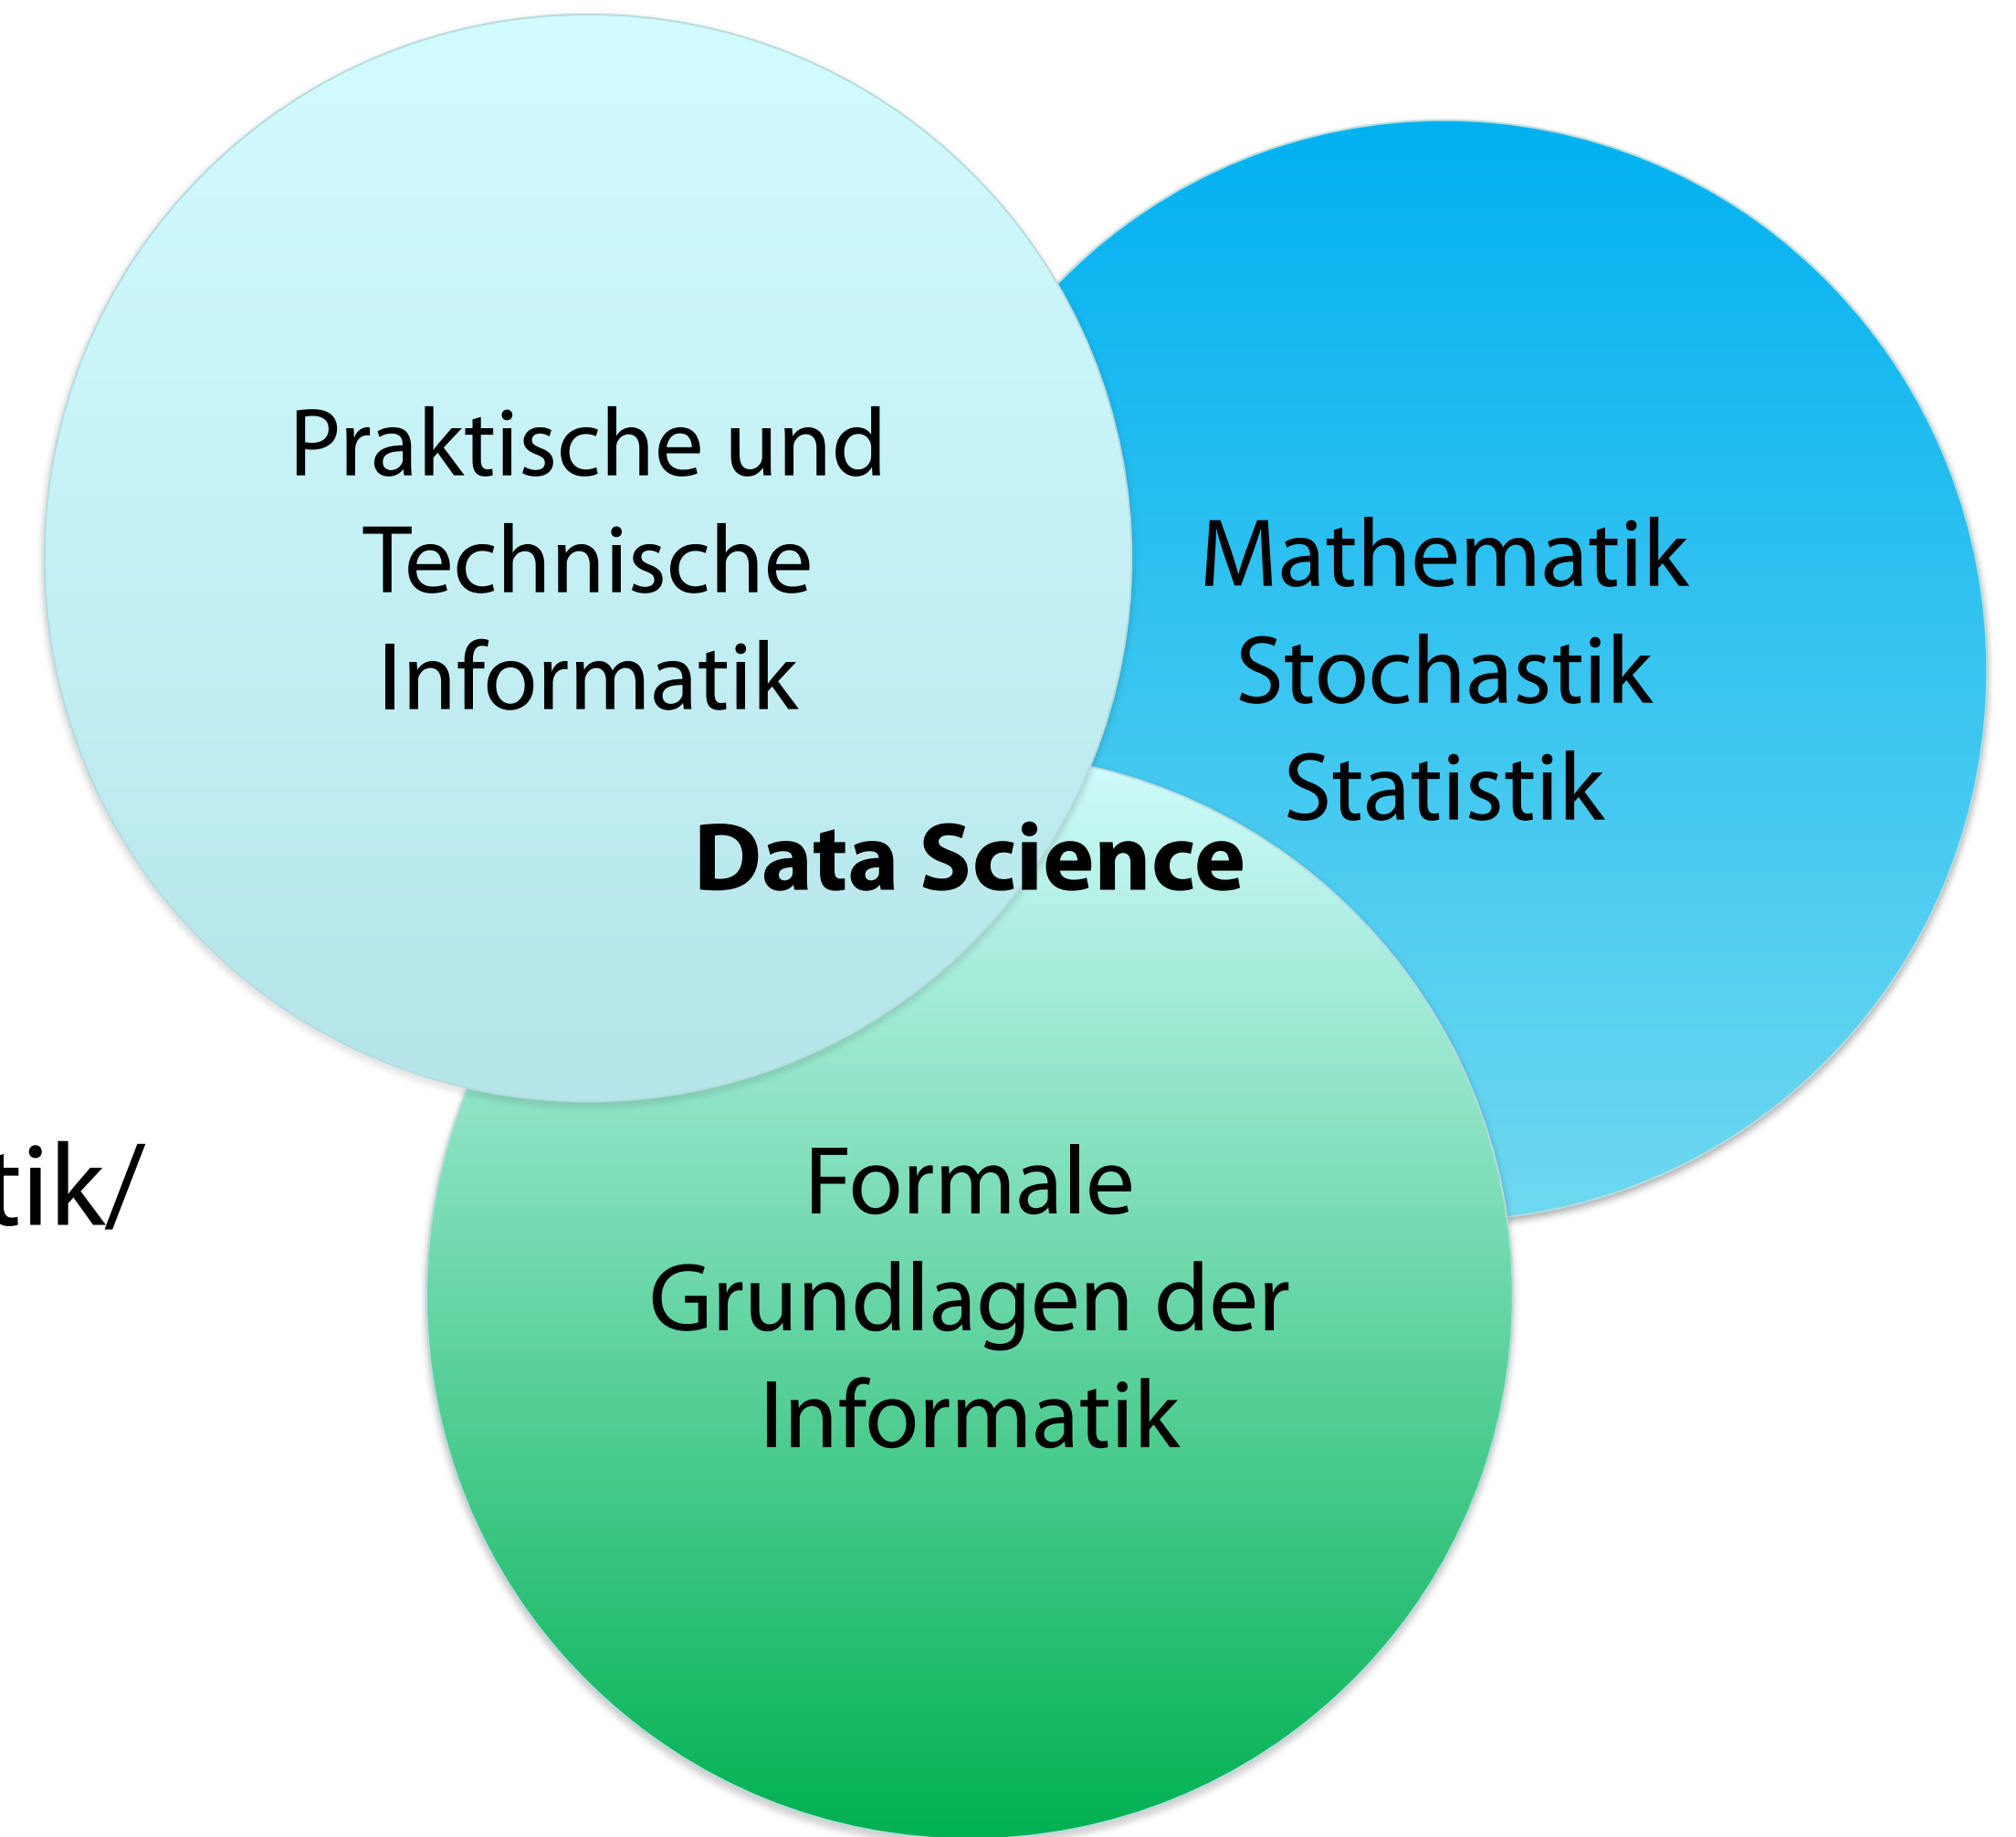 Praktische und
Technische
Informatik
Mathematik
Stochastik
Statistik
Data Science
tik/
Formale
Grundlagen der
Informatik